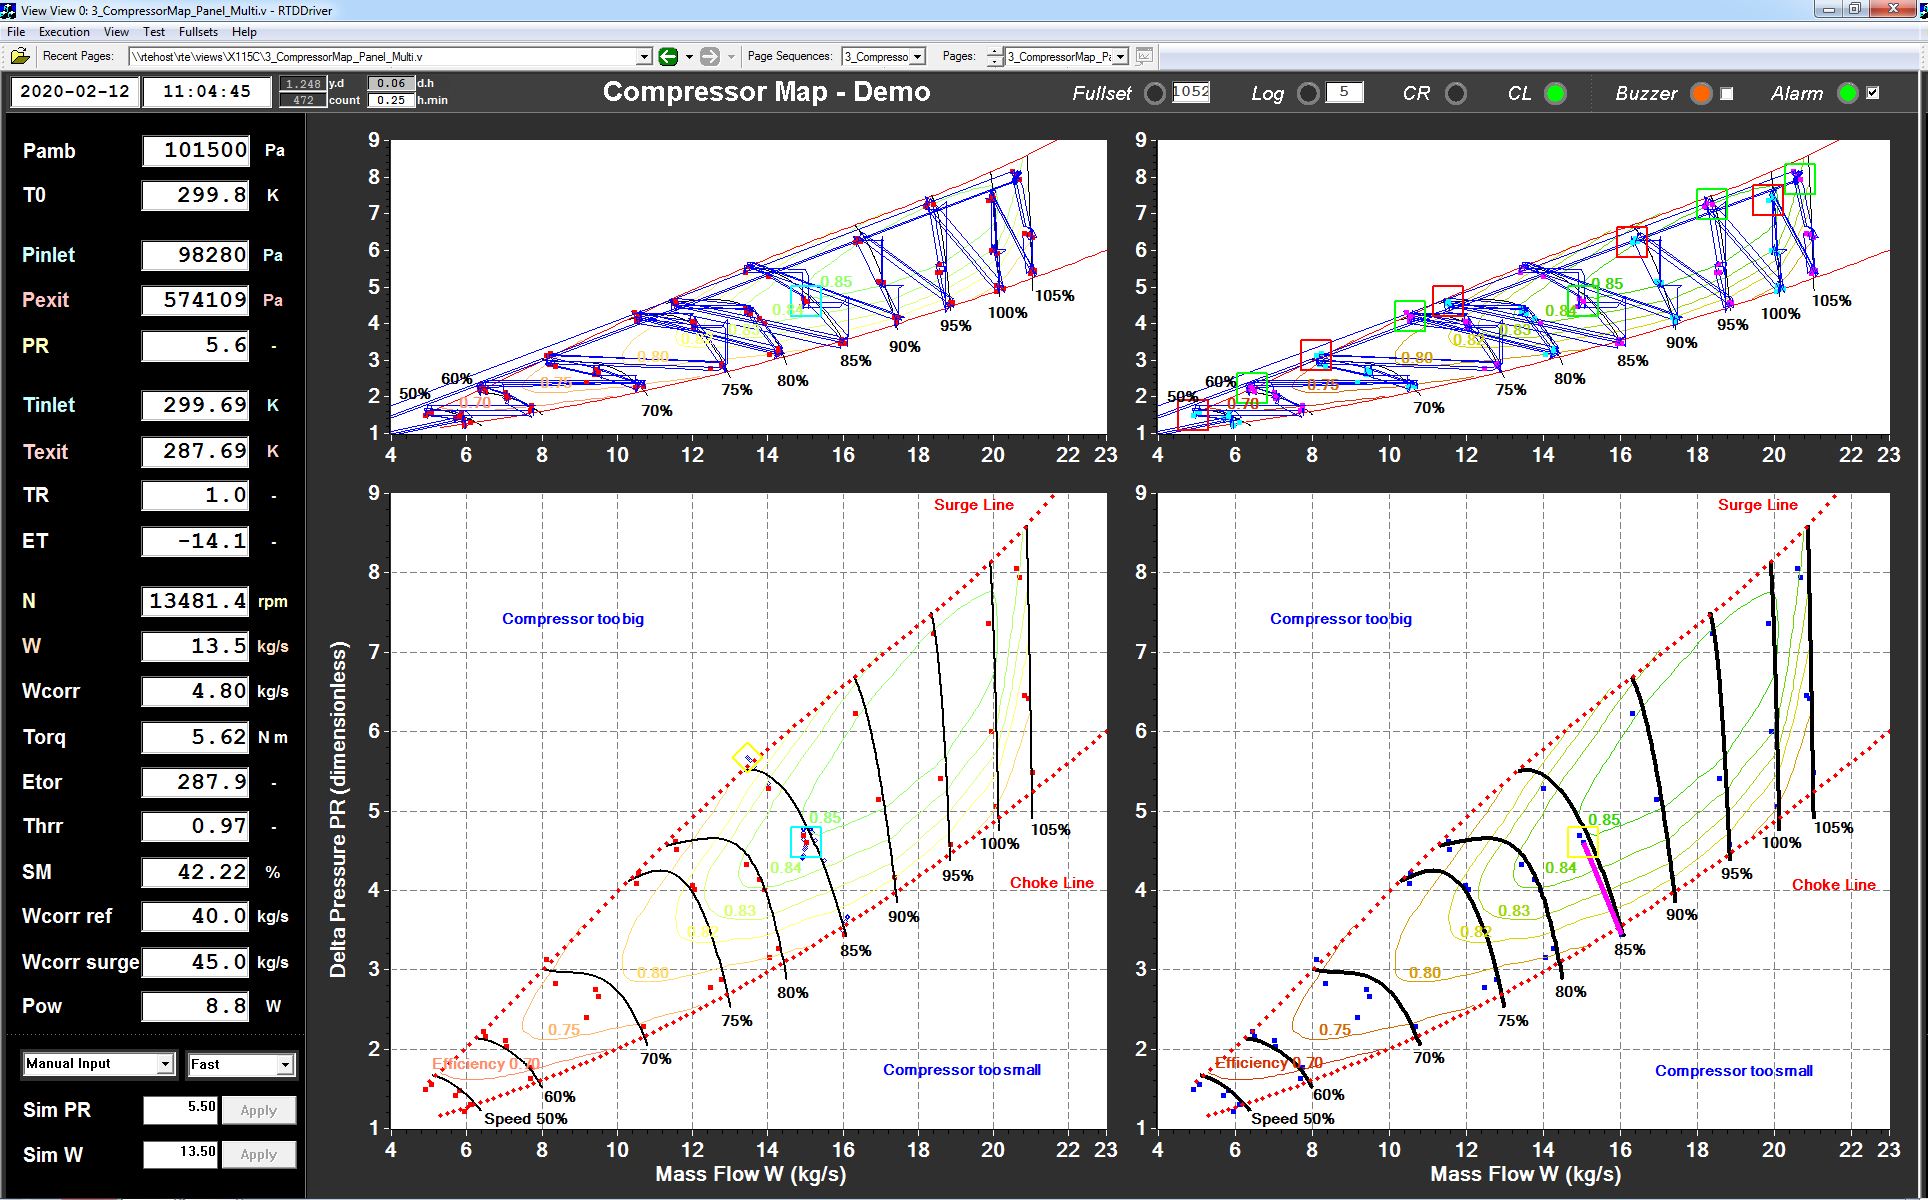 View View 0: 3_CompressorMap_Panel_Multi.v - RTDDriver
File Execution View Test Fullsets Help
Recent Pages: \\rtehost\rte\views\X115C\3_CompressorMap_Panel_Multi.v Page Sequences: 3_Compresso Pages: 3_CompressorMap_Pa
2020-02-12 11:04:45 1.248 y.d 0.06 d.h
472 count 0.25 h.min
Compressor Map - Demo Fullset 1052 Log 5 CR CL Buzzer Alarm
Pamb 101500 Pa
T0 299.8 K
Pinlet 98280 Pa
Pexit 574109 Pa
PR 5.6 -
Tinlet 299.69 K
Texit 287.69 K
TR 1.0 -
ET -14.1 -
N 13481.4 rpm
W 13.5 kg/s
Wcorr 4.80 kg/s
Torq 5.62 N m
Etor 287.9 -
Thrr 0.97 -
SM 42.22 %
Wcorr ref 40.0 kg/s
Wcorr surge 45.0 kg/s
Pow 8.8 W
Manual Input Fast
Sim PR 5.50 Apply
Sim W 13.50 Apply
9
8
7
6
5
4
3
2
1
0.85
0.84
0.83
0.82
0.80
0.75
0.70
50%
60%
70%
75%
80%
85%
90%
95%
100%
105%
4 6 8 10 12 14 16 18 20 22 23
9
8
7
6
5
4
3
2
1
0.85
0.84
0.83
0.82
0.80
0.75
0.70
50%
60%
70%
75%
80%
85%
90%
95%
100%
105%
4 6 8 10 12 14 16 18 20 22 23
Delta Pressure PR (dimensionless)
9
8
7
6
5
4
3
2
1
Surge Line
Compressor too big
0.85
0.84
0.83
0.82
0.80
0.75
Efficiency 0.70
Choke Line
Compressor too small
105%
100%
95%
90%
85%
80%
75%
70%
60%
Speed 50%
4 6 8 10 12 14 16 18 20 22 23
Mass Flow W (kg/s)
9
8
7
6
5
4
3
2
1
Surge Line
Compressor too big
0.85
0.84
0.83
0.82
0.80
0.75
Efficiency 0.70
Choke Line
Compressor too small
105%
100%
95%
90%
85%
80%
75%
70%
60%
Speed 50%
4 6 8 10 12 14 16 18 20 22 23
Mass Flow W (kg/s)